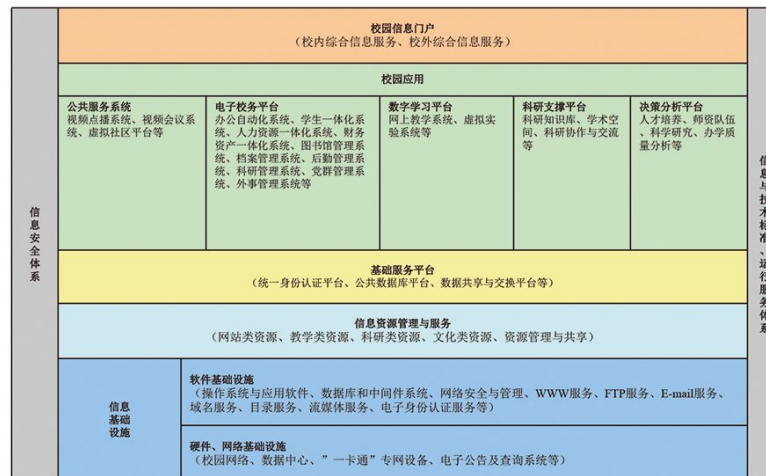 校园信息门户
(校内综合信息服务、校外综合信息服务)
校园应用
公共服务系统
视频点播系统、视频会议系
统、虚拟社区平台等
电子校务平台
办公自动化系统、学生一体化系
统、人力资源一体化系统、财务
资产一体化系统、图书馆管理系
统、档案管理系统、后勤管理系
统、科研管理系统、党群管理系
统、外事管理系统等
数字学习平台
网上教学系统、虚拟实
验系统等
科研支撑平台
科研知识库、学术空
间、科研协作与交流
等
决策分析平台
人才培养、师资队伍
、科学研究、办学质
量分析等
信息安全体系
信息与技术标准、运行服务体系
基础服务平台
(统一身份认证平台、公共数据库平台、数据共享与交换平台等)
信息资源管理与服务
(网站类资源、教学类资源、科研类资源、文化类资源、资源管理与共享)
信息
基础
设施
软件基础设施
(操作系统与应用软件、数据库和中间件系统、网络安全与管理、WWW服务、FTP服务、E-mail服务、
域名服务、目录服务、流媒体服务、电子身份认证服务等)
硬件、网络基础设施
(校园网络、数据中心、”一卡通”专网设备、电子公告及查询系统等)